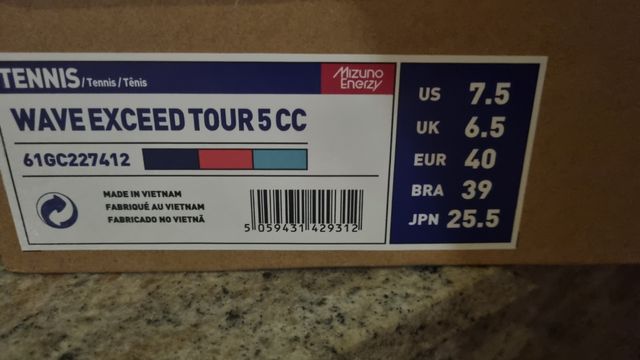 TENNIS/Tennis/Tênis
Mizuno
Enerzy
WAVE EXCEED TOUR 5 CC
61GC227412
MADE IN VIETNAM
FABRIQUÉ AU VIETNAM
FABRICADO NO VIETNÃ
5 059431 429312
US 7.5
UK 6.5
EUR 40
BRA 39
JPN 25.5